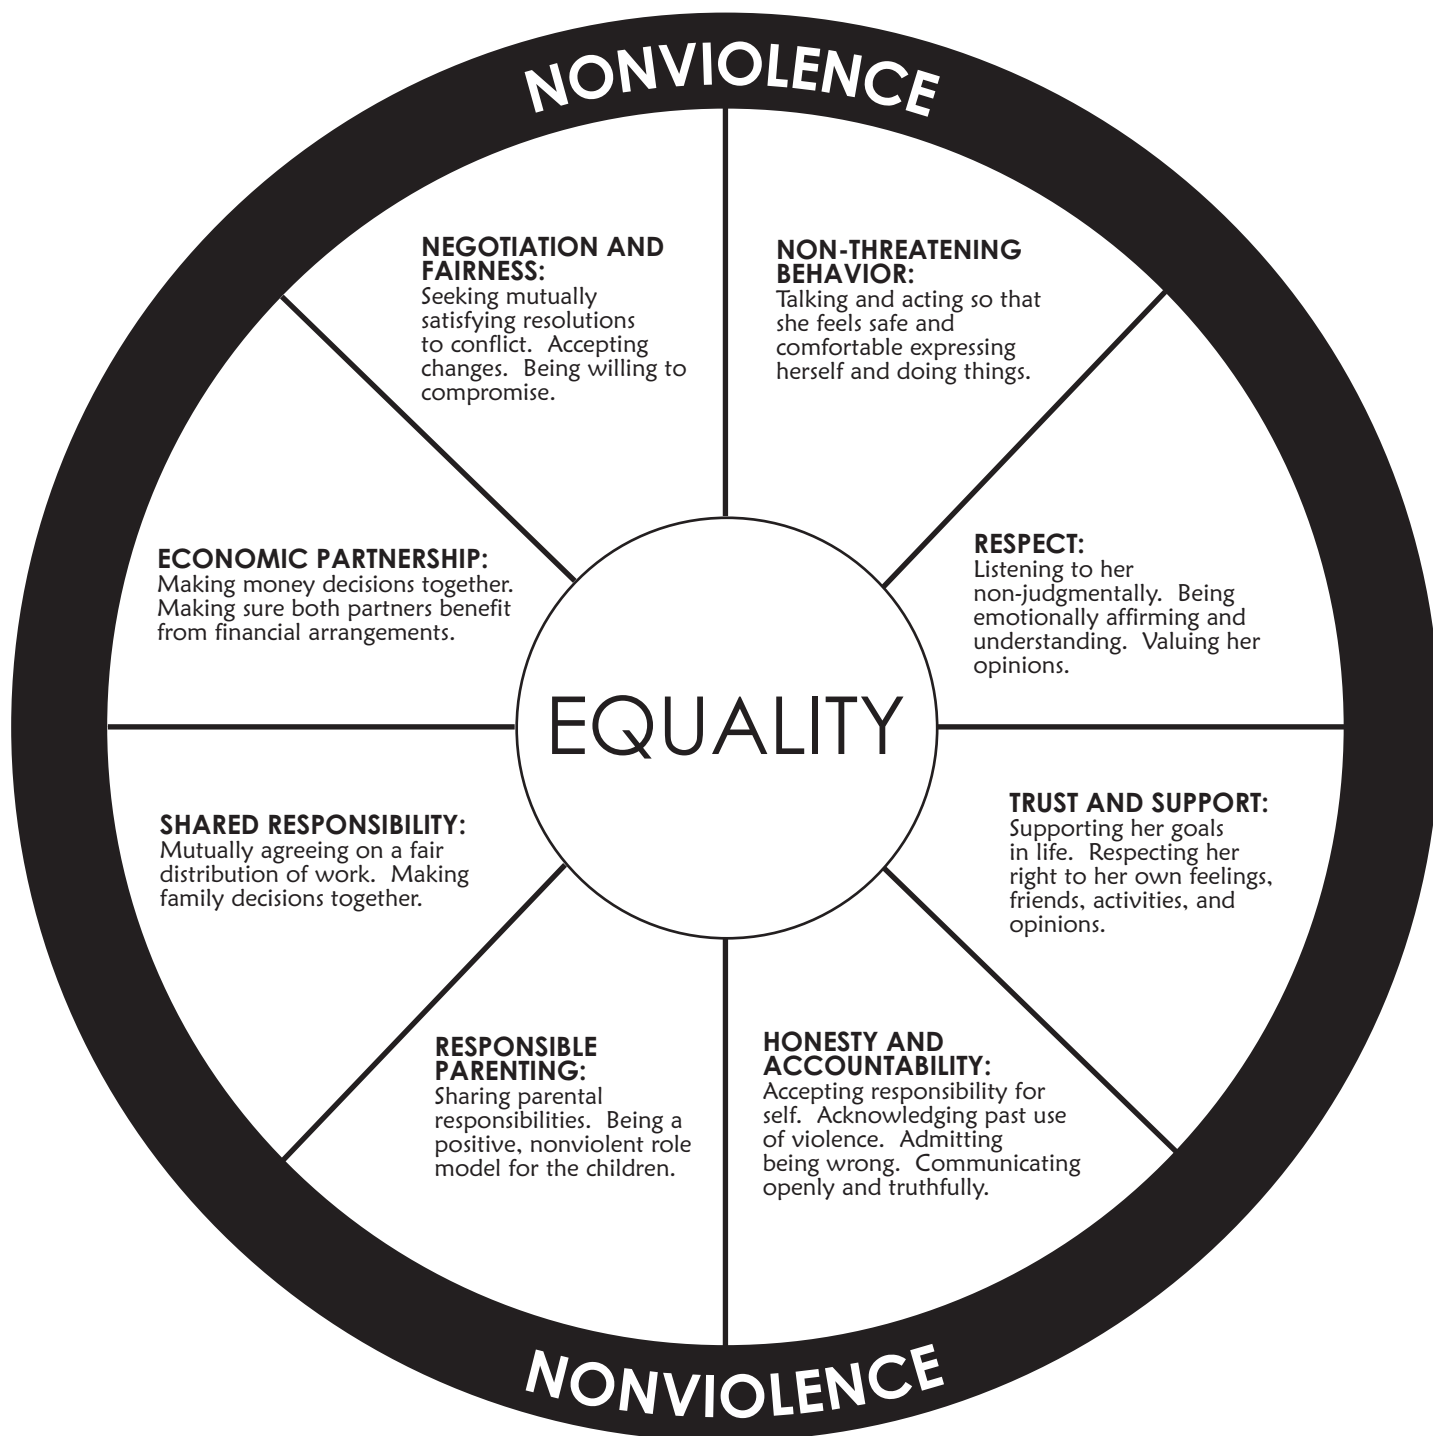 NONVIOLENCE
NEGOTIATION AND
FAIRNESS:
Seeking mutually
satisfying resolutions
to conflict.  Accepting
changes.  Being willing to
compromise.
NON-THREATENING
BEHAVIOR:
Talking and acting so that
she feels safe and
comfortable expressing
herself and doing things.
ECONOMIC PARTNERSHIP:
Making money decisions together.
Making sure both partners benefit
from financial arrangements.
RESPECT:
Listening to her
non-judgmentally.  Being
emotionally affirming and
understanding.  Valuing her
opinions.
EQUALITY
SHARED RESPONSIBILITY:
Mutually agreeing on a fair
distribution of work.  Making
family decisions together.
TRUST AND SUPPORT:
Supporting her goals
in life.  Respecting her
right to her own feelings,
friends, activities, and
opinions.
RESPONSIBLE
PARENTING:
Sharing parental
responsibilities.  Being a
positive, nonviolent role
model for the children.
HONESTY AND
ACCOUNTABILITY:
Accepting responsibility for
self.  Acknowledging past use
of violence.  Admitting
being wrong.  Communicating
openly and truthfully.
NONVIOLENCE